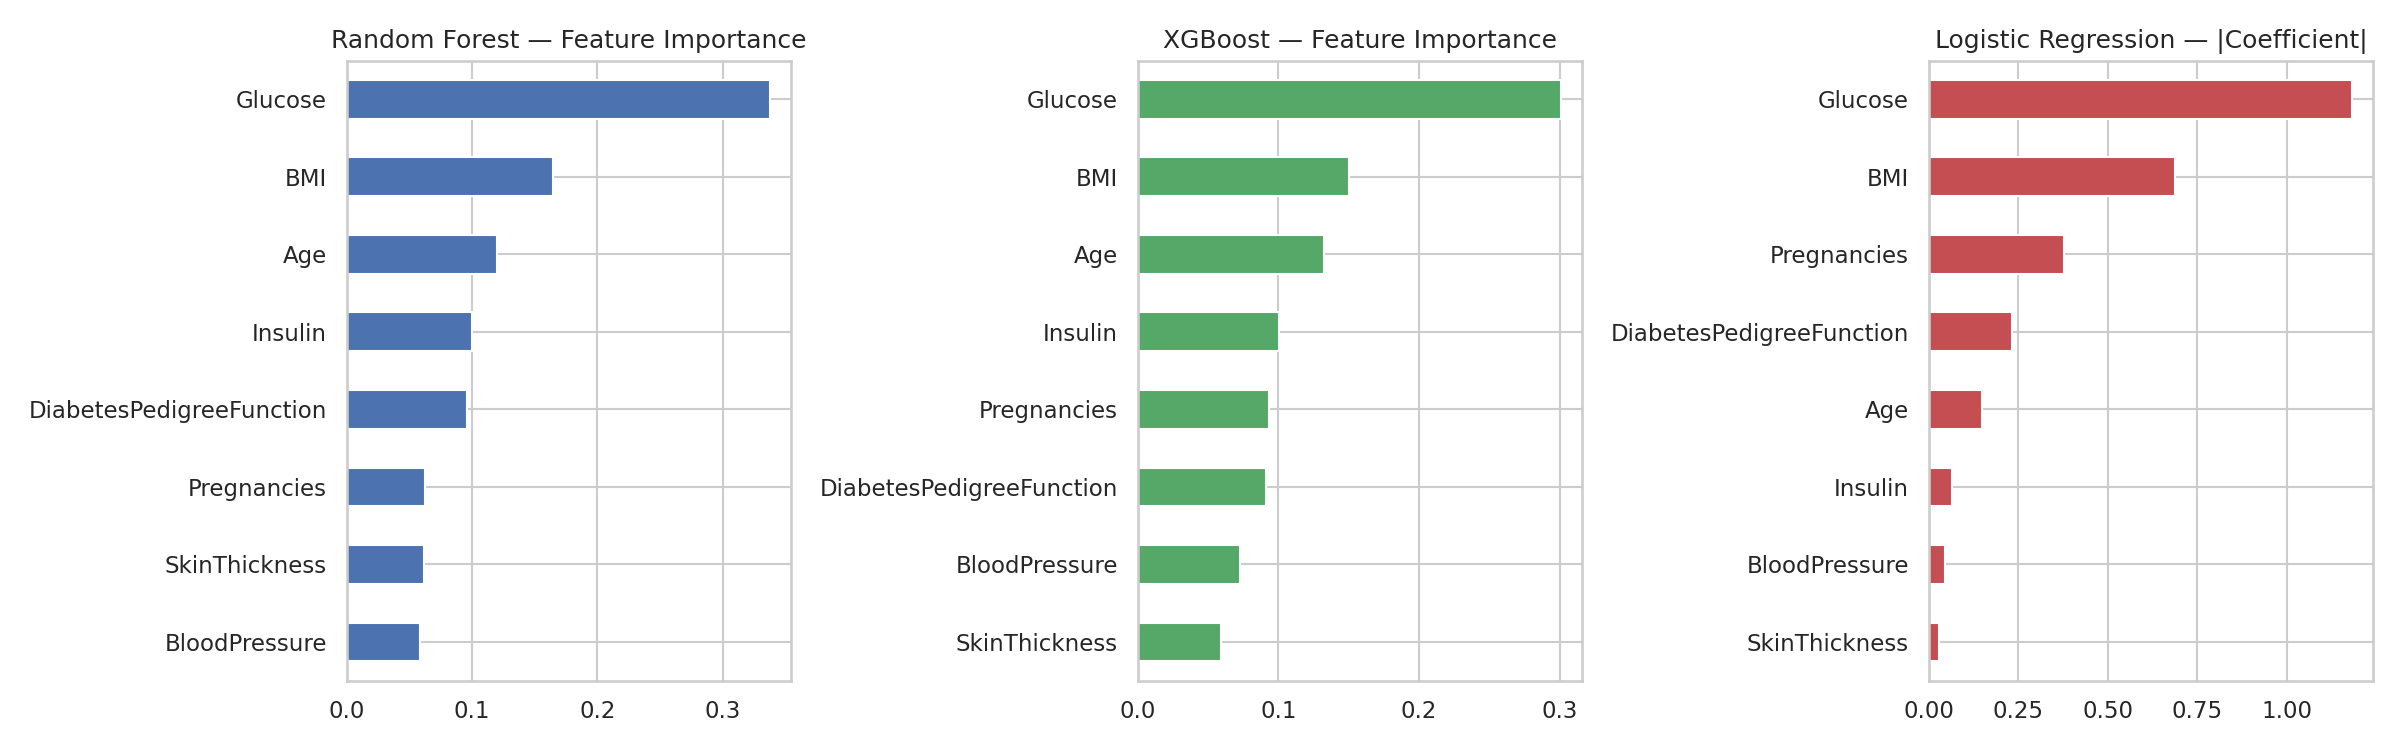 Random Forest — Feature Importance
Glucose
BMI
Age
Insulin
DiabetesPedigreeFunction
Pregnancies
SkinThickness
BloodPressure
0.0 0.1 0.2 0.3
XGBoost — Feature Importance
Glucose
BMI
Age
Insulin
Pregnancies
DiabetesPedigreeFunction
BloodPressure
SkinThickness
0.0 0.1 0.2 0.3
Logistic Regression — |Coefficient|
Glucose
BMI
Pregnancies
DiabetesPedigreeFunction
Age
Insulin
BloodPressure
SkinThickness
0.00 0.25 0.50 0.75 1.00